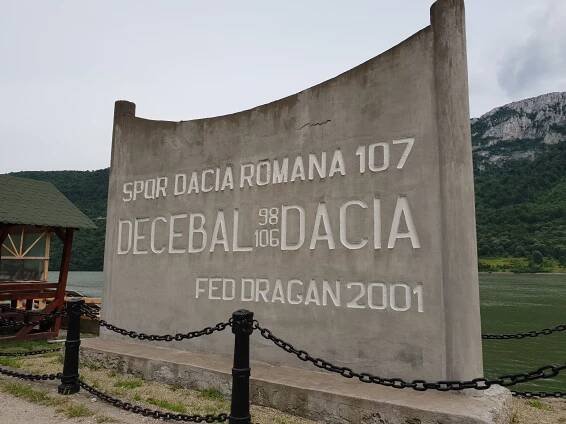 SPQR DACIA ROMANA 107
DECEBAL 98 106 DACIA
FED DRAGAN 2001